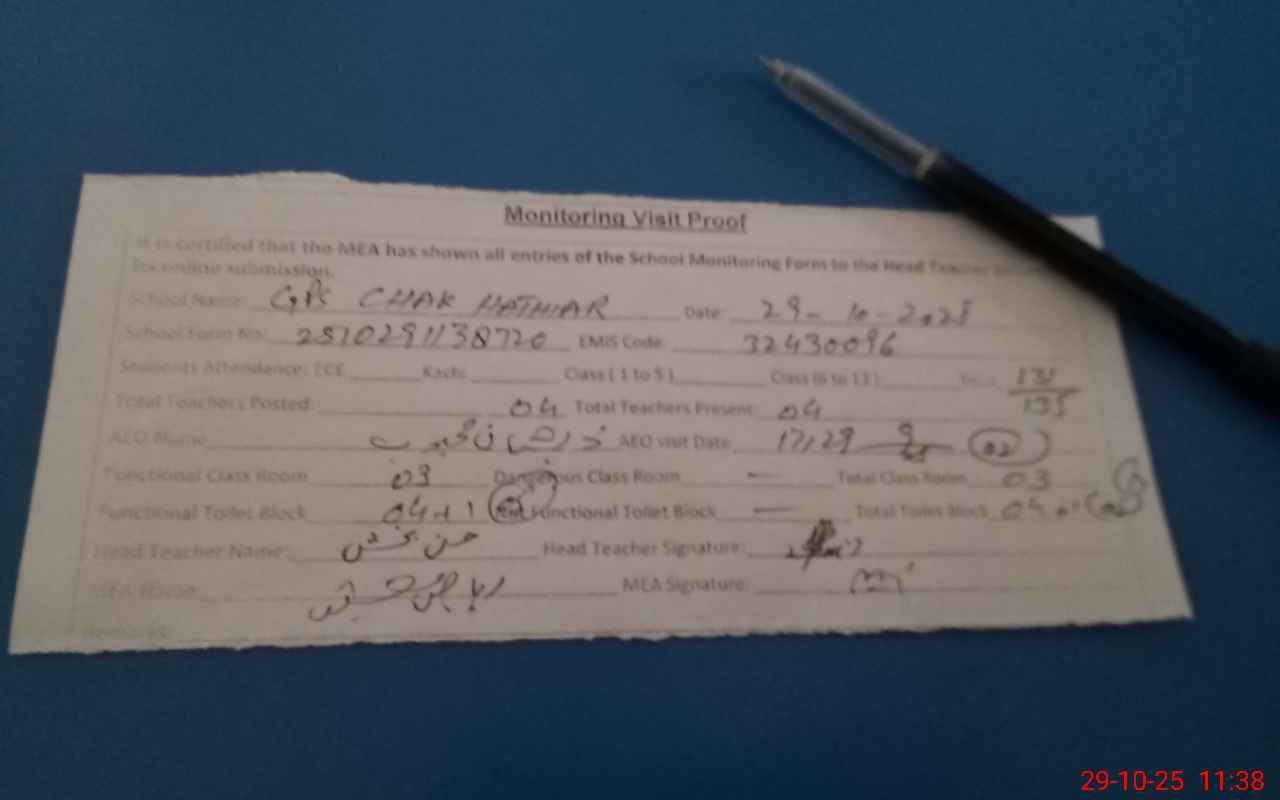 Monitoring Visit Proof
It is certified that the MEA has shown all entries of the School Monitoring Form to the Head Teacher
its online submission.
School Name: GPS CHAK HATHIAR Date: 29-10-2025
School Form No: 2510291138720 EMIS Code: 32430096
Students Attendance: ECE Kachi Class (1 to 5) Class (6 to 12) Total 131/135
Total Teachers Posted: 04 Total Teachers Present: 04
AEO Name AEO visit Date 17,29 9 02
Functional Class Room 03 Dangerous Class Room — Total Class Room 03
Functional Toilet Block 04+1 Functional Toilet Block — Total Toilet Block 04
Head Teacher Name: Head Teacher Signature:
MEA Name MEA Signature:
Remarks:
29-10-25 11:38